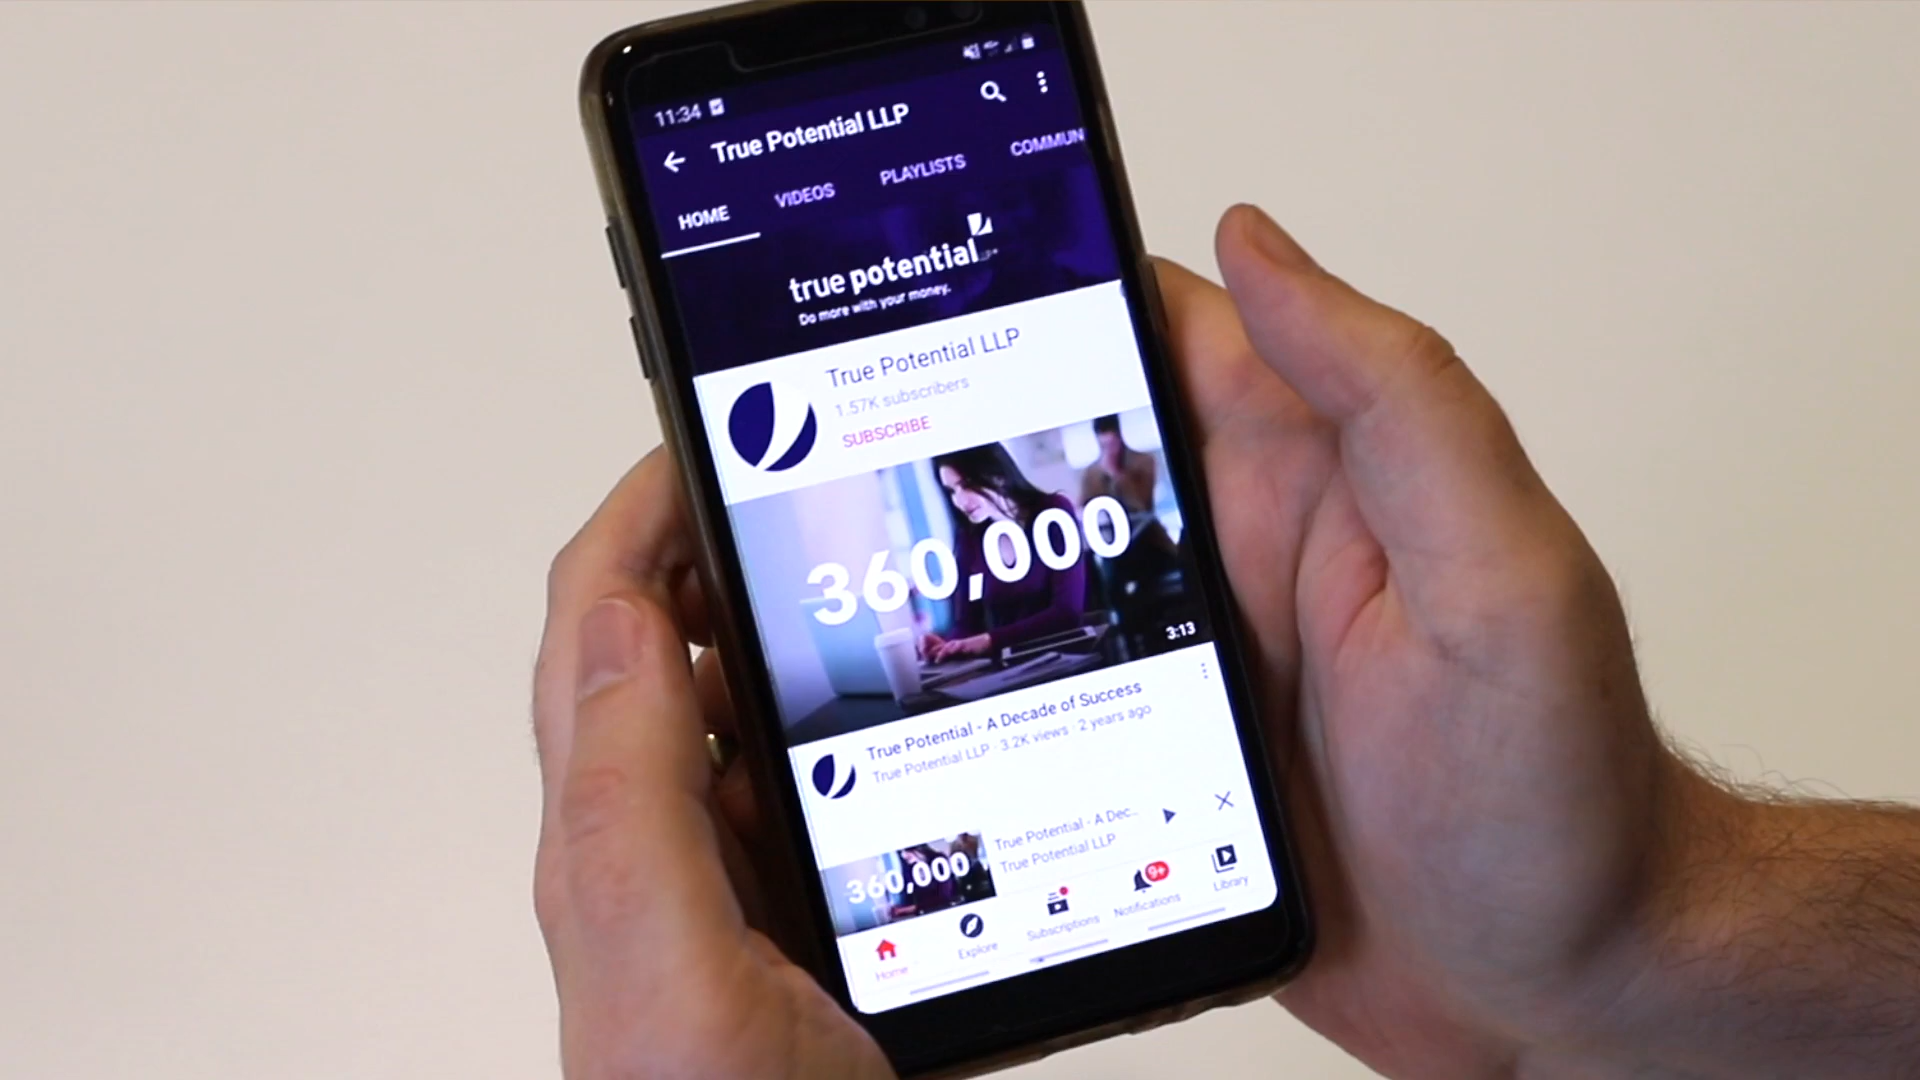 11:34
True Potential LLP
HOME VIDEOS PLAYLISTS COMMUN
true potential
Do more with your money.
True Potential LLP
1.57K subscribers
SUBSCRIBE
360,000
3:13
True Potential - A Decade of Success
True Potential LLP · 3.2K views · 2 years ago
360,000
True Potential - A Dec...
True Potential LLP
Home Explore Subscriptions Notifications 9+ Library